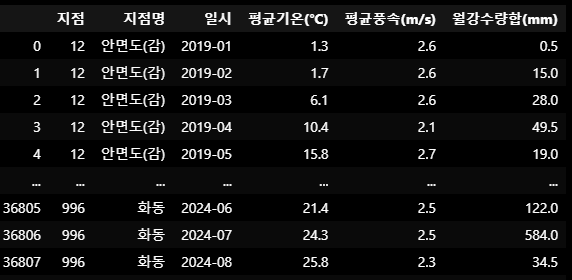 지점 지점명 일시 평균기온(°C) 평균풍속(m/s) 월강수량합(mm)
0 12 안면도(감) 2019-01 1.3 2.6 0.5
1 12 안면도(감) 2019-02 1.7 2.6 15.0
2 12 안면도(감) 2019-03 6.1 2.6 28.0
3 12 안면도(감) 2019-04 10.4 2.1 49.5
4 12 안면도(감) 2019-05 15.8 2.7 19.0
... ... ... ... ... ... ...
36805 996 화동 2024-06 21.4 2.5 122.0
36806 996 화동 2024-07 24.3 2.5 584.0
36807 996 화동 2024-08 25.8 2.3 34.5